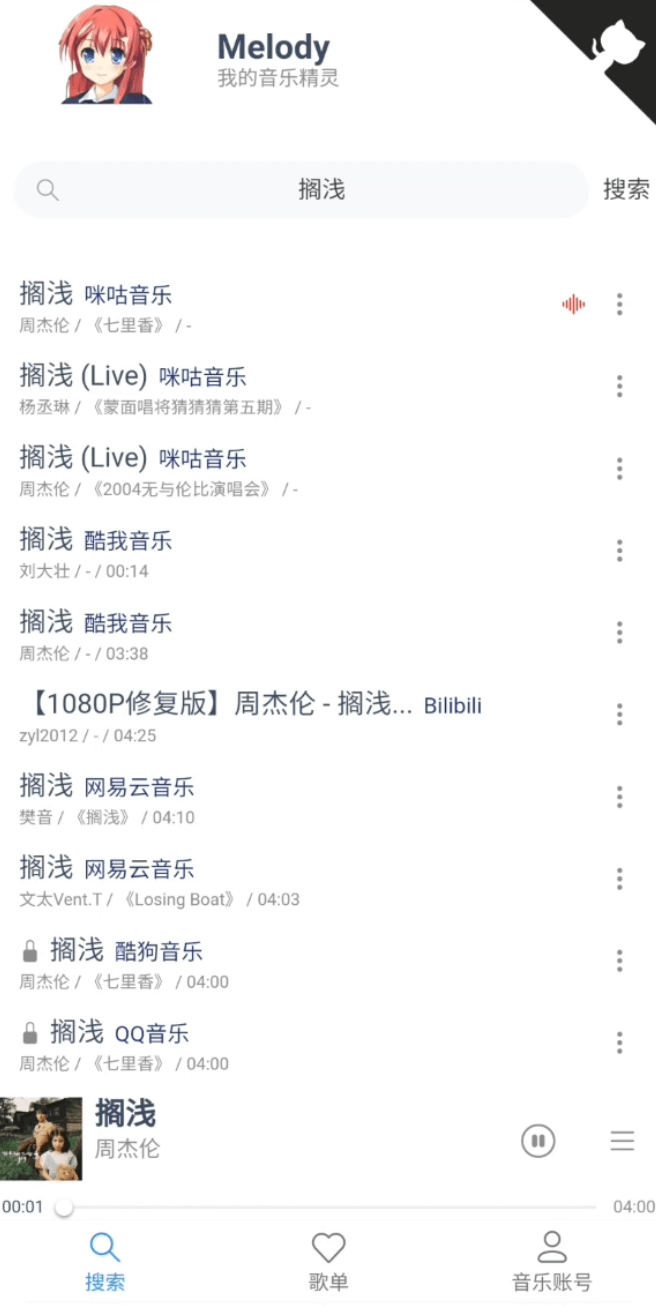 Melody
我的音乐精灵
搁浅 搜索
搁浅 咪咕音乐
周杰伦 / 《七里香》 / -
搁浅 (Live) 咪咕音乐
杨丞琳 / 《蒙面唱将猜猜猜第五期》 / -
搁浅 (Live) 咪咕音乐
周杰伦 / 《2004无与伦比演唱会》 / -
搁浅 酷我音乐
刘大壮 / - / 00:14
搁浅 酷我音乐
周杰伦 / - / 03:38
【1080P修复版】周杰伦 - 搁浅... Bilibili
zyl2012 / - / 04:25
搁浅 网易云音乐
樊音 / 《搁浅》 / 04:10
搁浅 网易云音乐
文太Vent.T / 《Losing Boat》 / 04:03
搁浅 酷狗音乐
周杰伦 / 《七里香》 / 04:00
搁浅 QQ音乐
周杰伦 / 《七里香》 / 04:00
搁浅
周杰伦
00:01 04:00
搜索 歌单 音乐账号